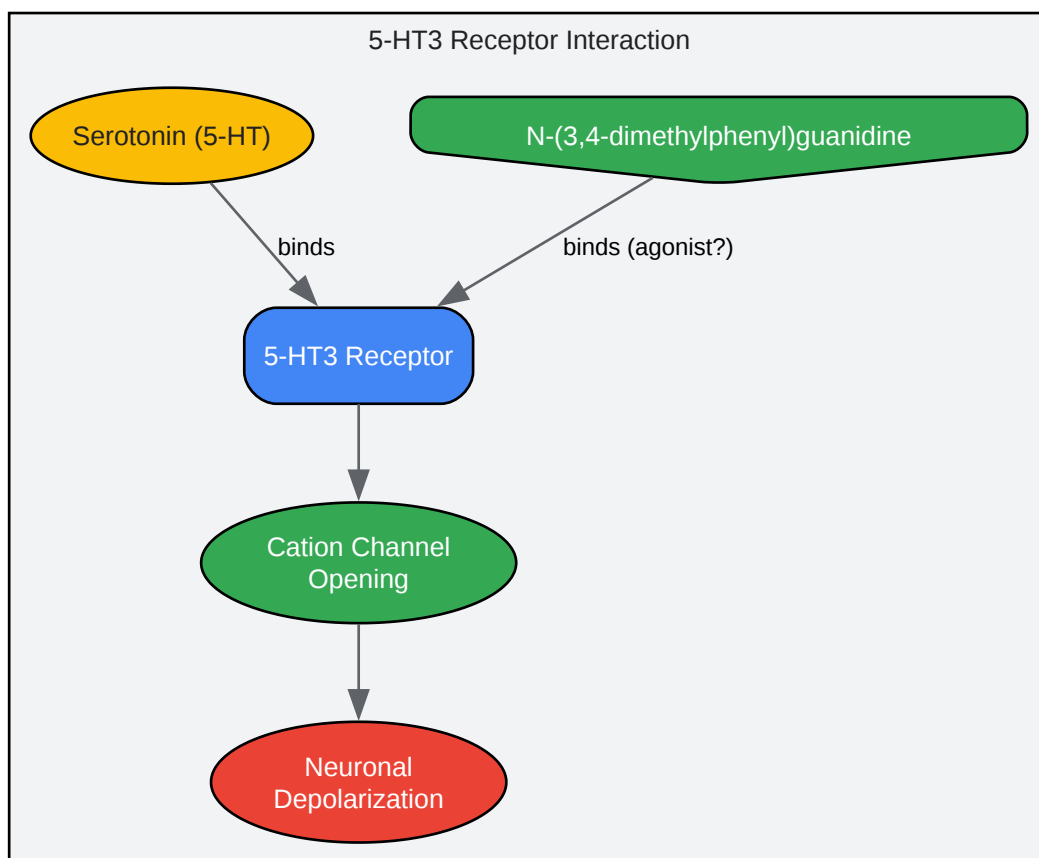 5-HT3 Receptor Interaction
Serotonin (5-HT)
N-(3,4-dimethylphenyl)guanidine
binds
binds (agonist?)
5-HT3 Receptor
Cation Channel
Opening
Neuronal
Depolarization